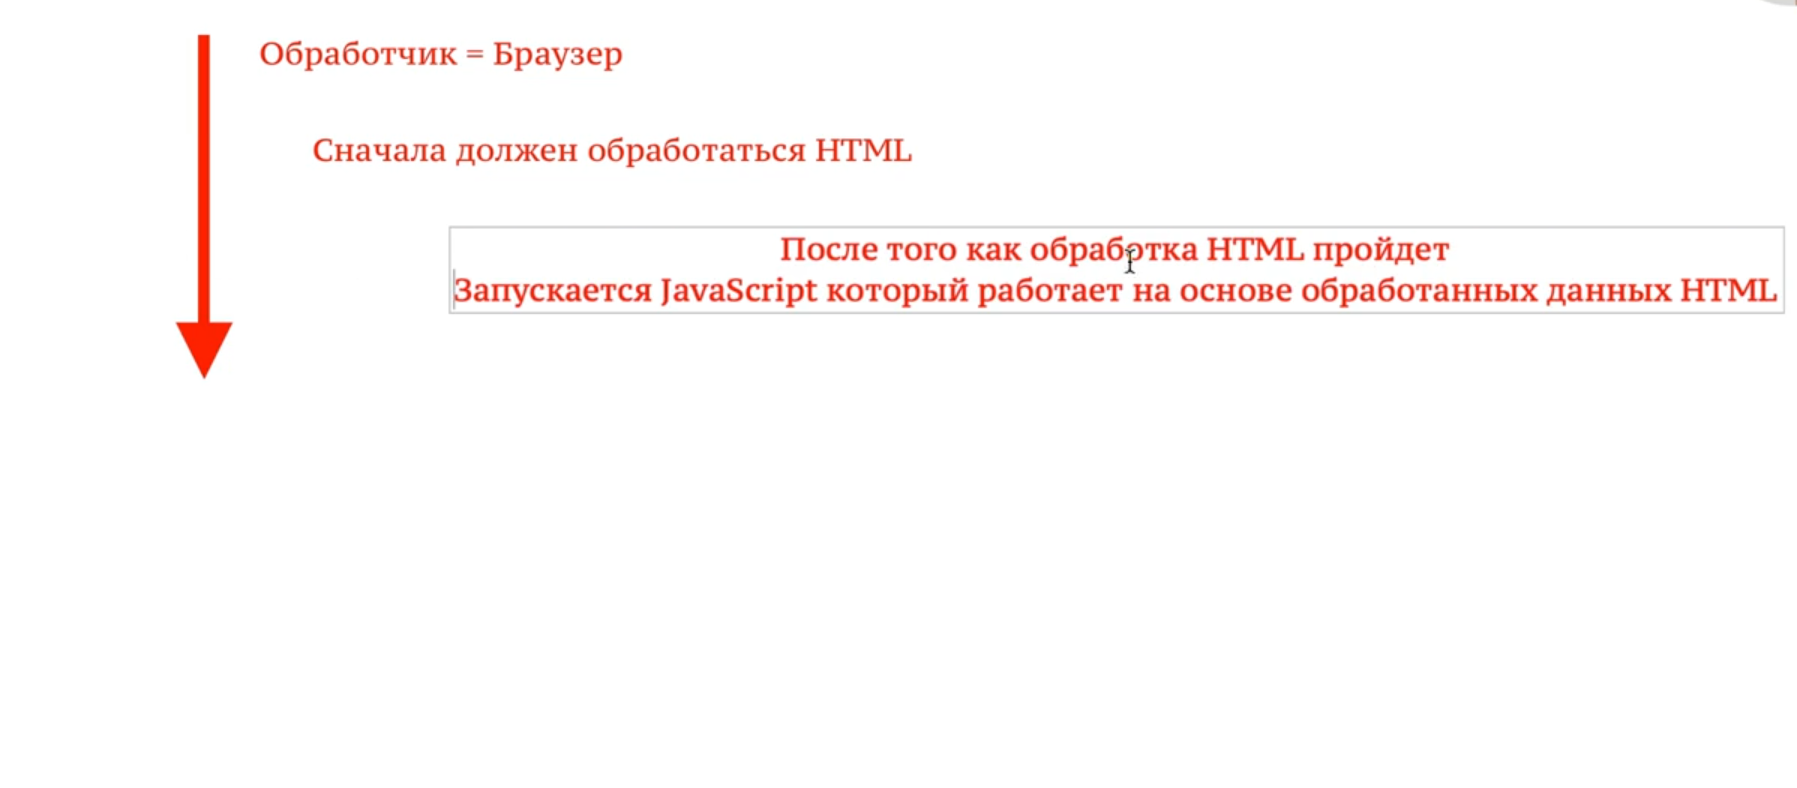 Обработчик = Браузер
Сначала должен обработаться HTML
После того как обработка HTML пройдет
Запускается JavaScript который работает на основе обработанных данных HTML